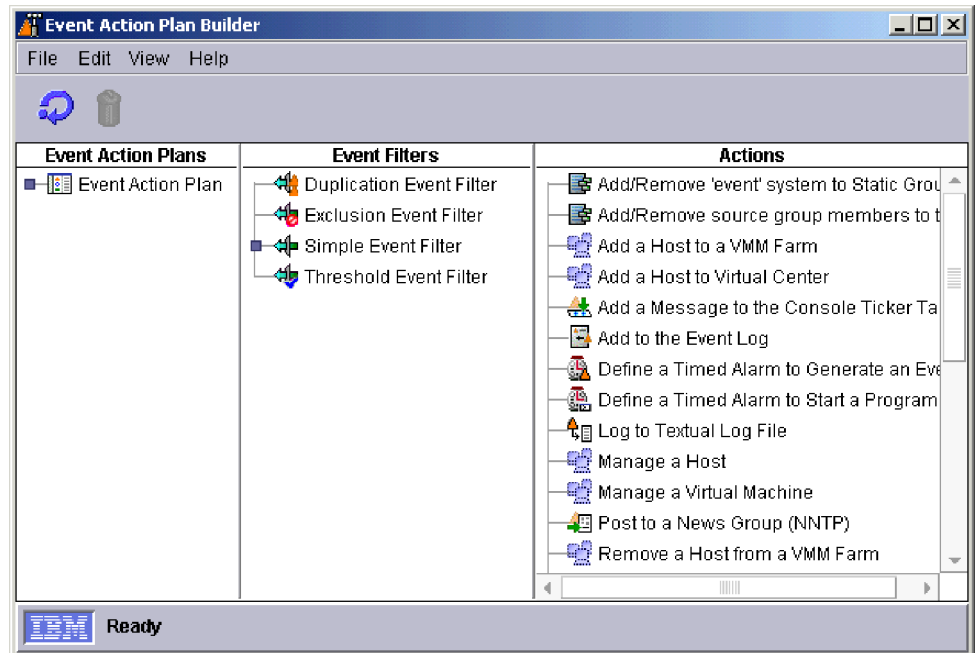 Event Action Plan Builder
File Edit View Help
Event Action Plans
Event Action Plan
Event Filters
Duplication Event Filter
Exclusion Event Filter
Simple Event Filter
Threshold Event Filter
Actions
Add/Remove 'event' system to Static Grou
Add/Remove source group members to t
Add a Host to a VMM Farm
Add a Host to Virtual Center
Add a Message to the Console Ticker Ta
Add to the Event Log
Define a Timed Alarm to Generate an Eve
Define a Timed Alarm to Start a Program
Log to Textual Log File
Manage a Host
Manage a Virtual Machine
Post to a News Group (NNTP)
Remove a Host from a VMM Farm
IBM Ready